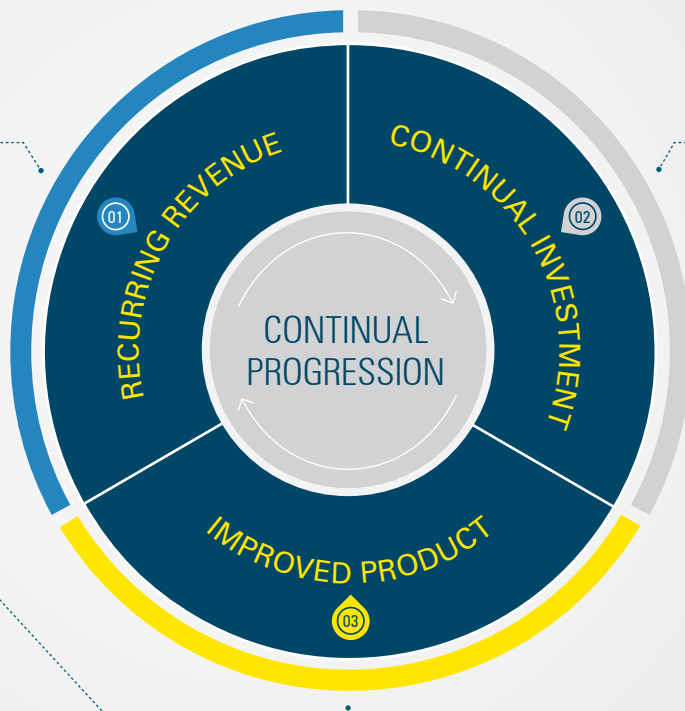 01
RECURRING REVENUE
02
CONTINUAL INVESTMENT
03
IMPROVED PRODUCT
CONTINUAL
PROGRESSION